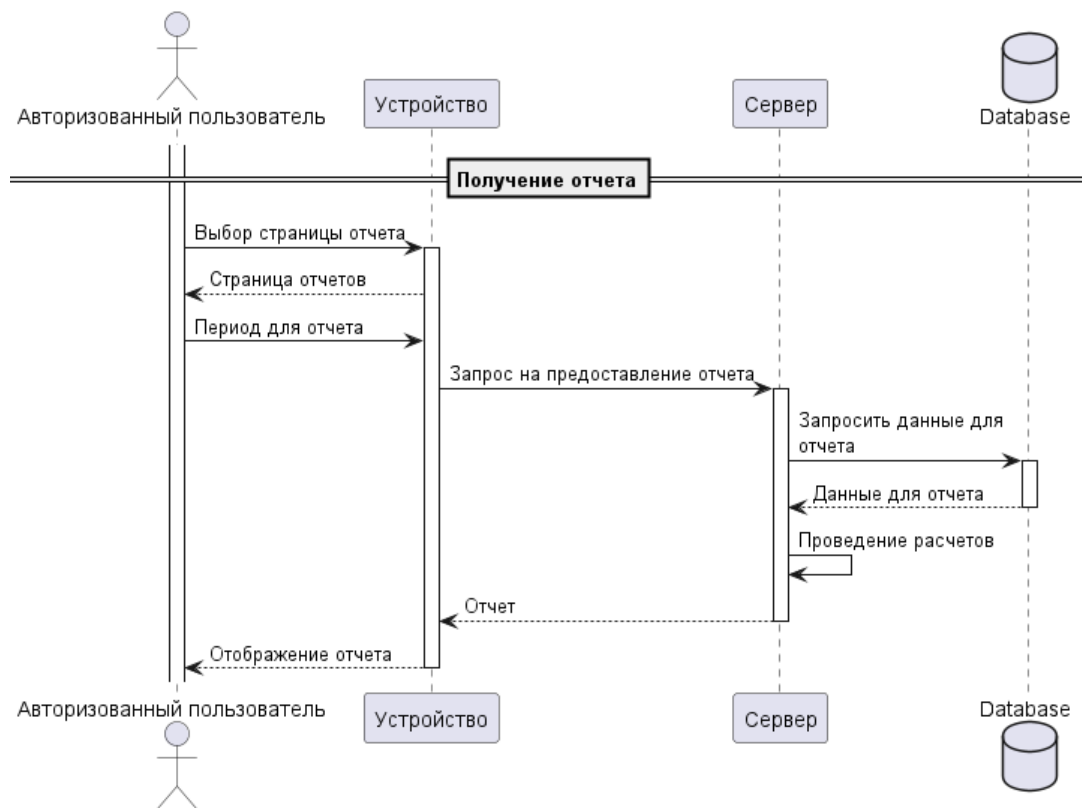 Авторизованный пользователь
Устройство
Сервер
Database
Получение отчета
Выбор страницы отчета
Страница отчетов
Период для отчета
Запрос на предоставление отчета
Запросить данные для
отчета
Данные для отчета
Проведение расчетов
Отчет
Отображение отчета
Авторизованный пользователь
Устройство
Сервер
Database